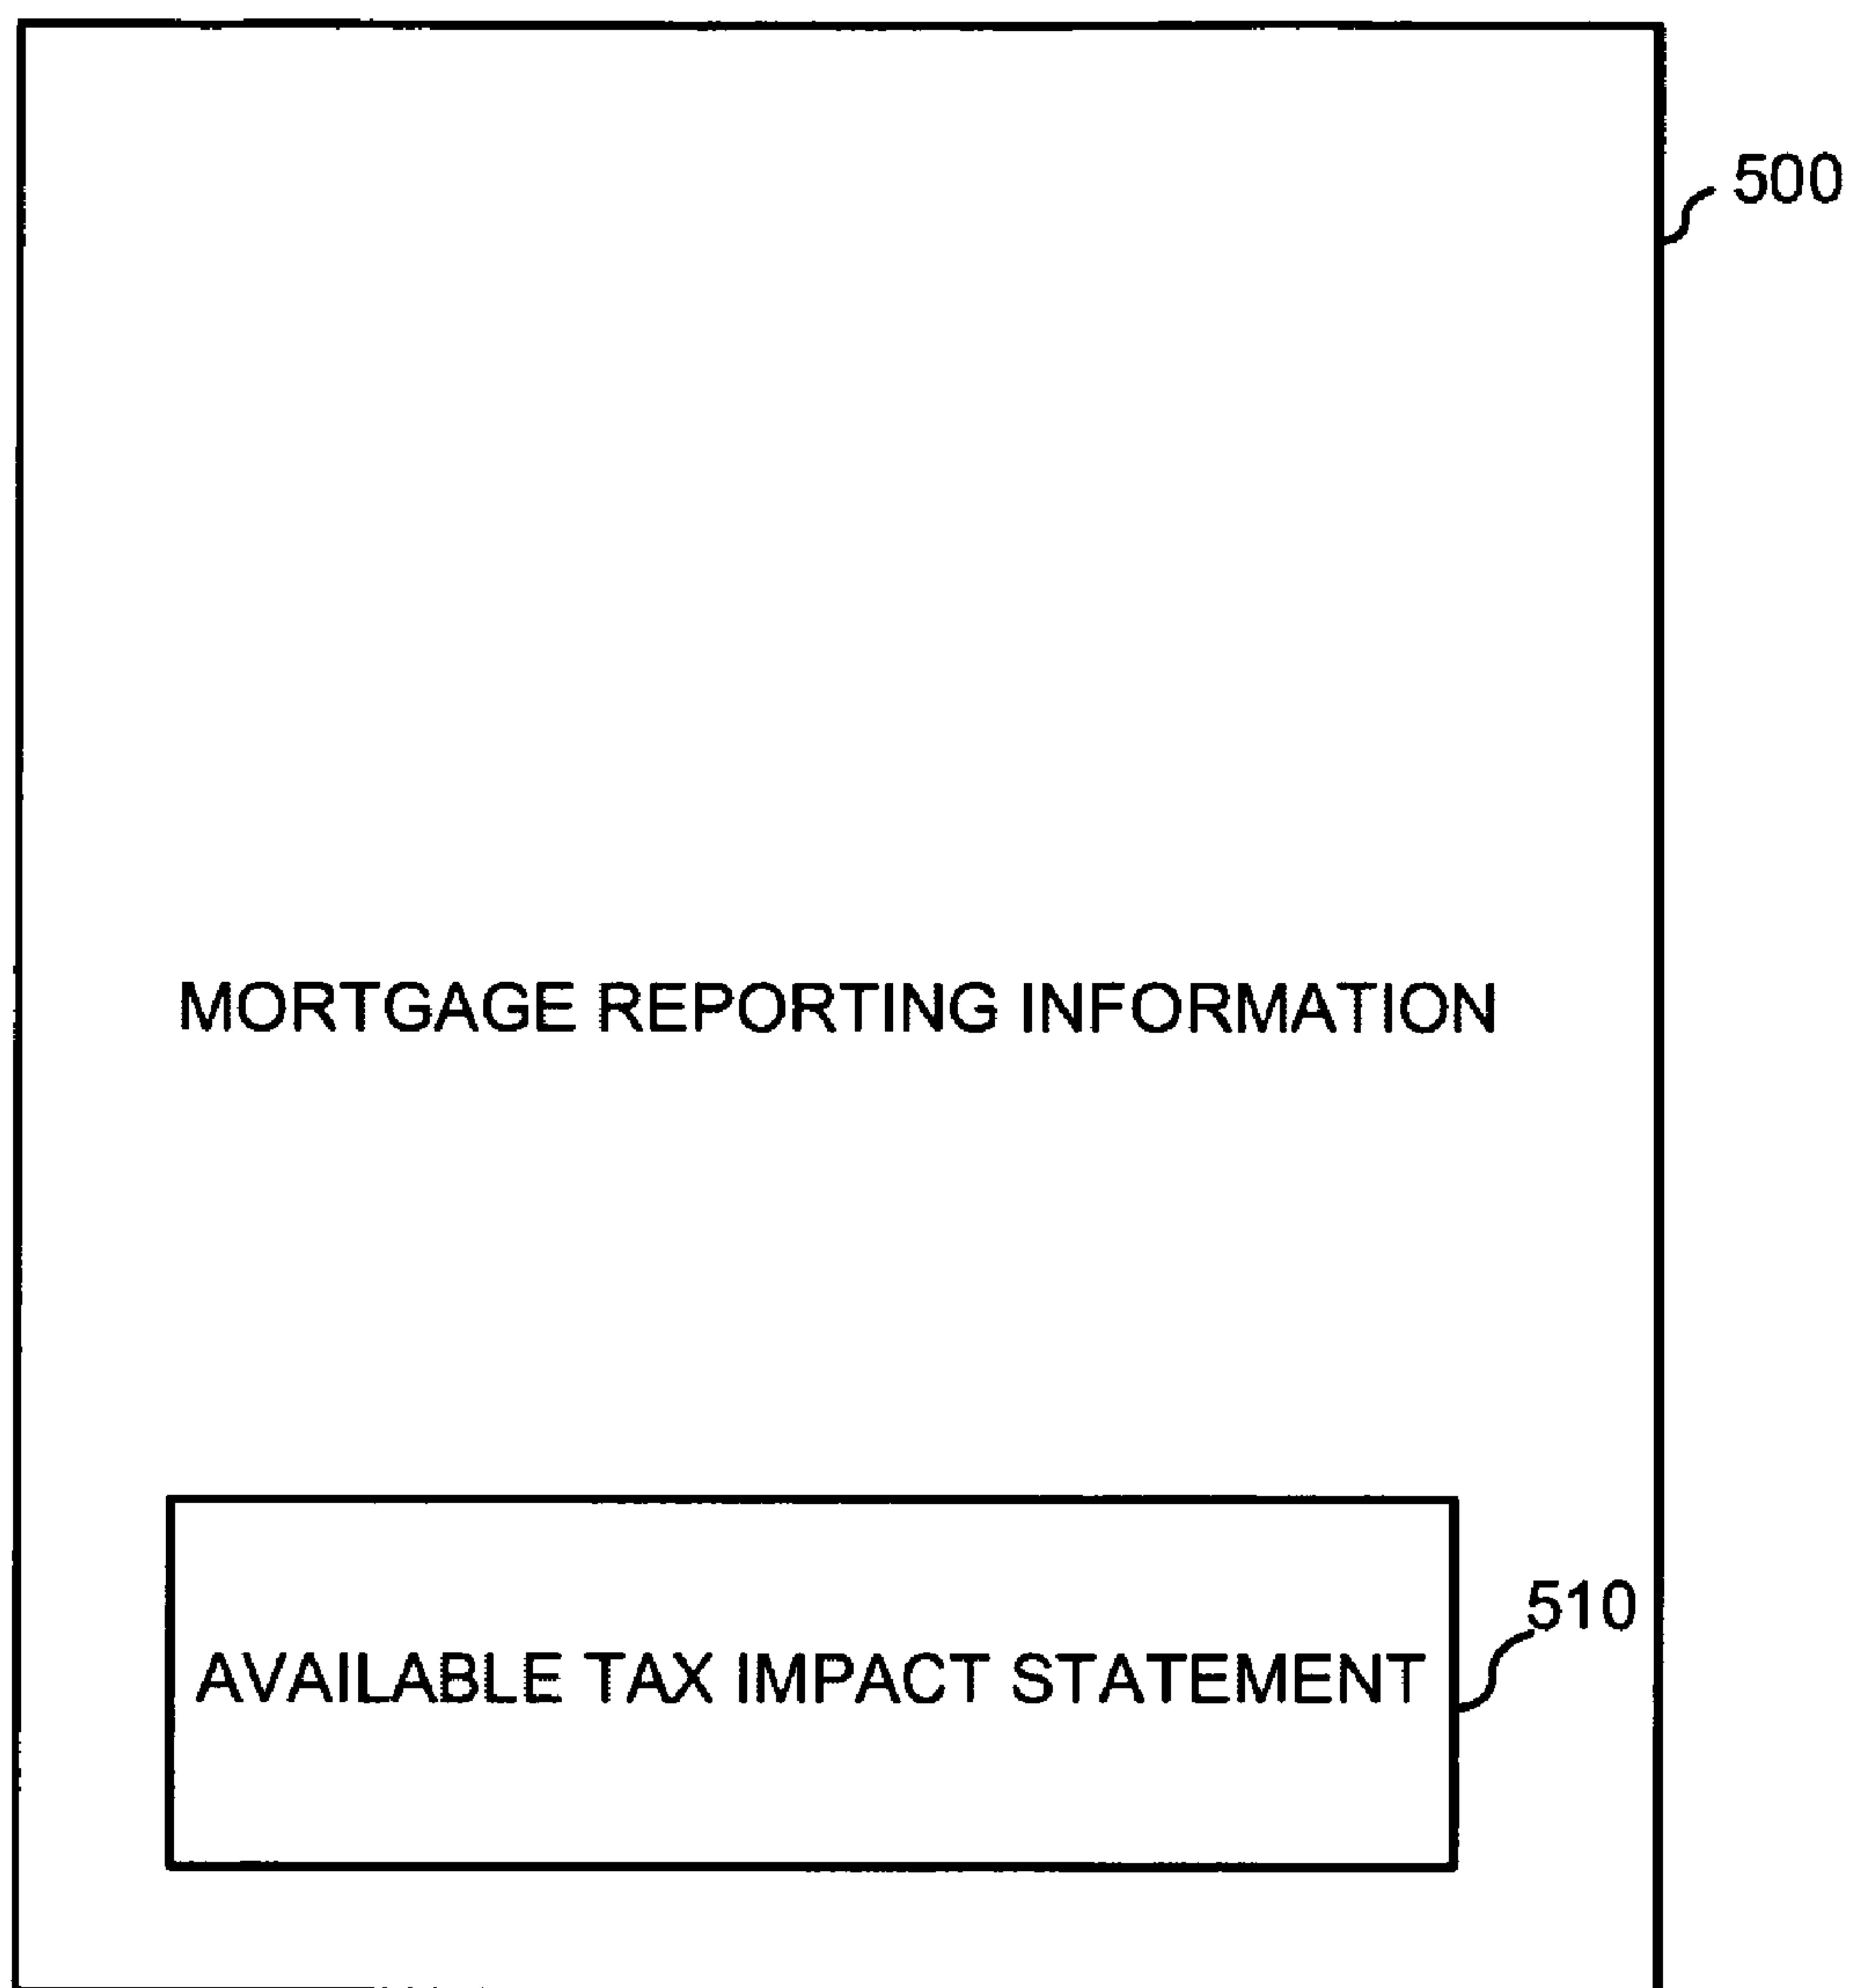 500
MORTGAGE REPORTING INFORMATION
510
AVAILABLE TAX IMPACT STATEMENT